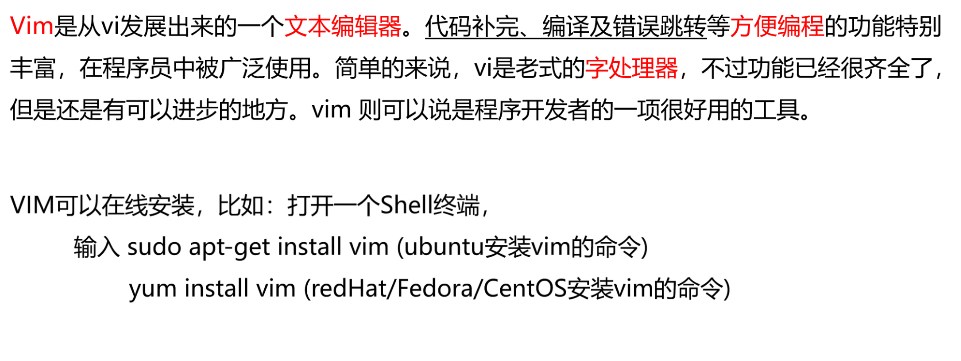 Vim是从vi发展出来的一个文本编辑器。代码补完、编译及错误跳转等方便编程的功能特别
丰富，在程序员中被广泛使用。简单的来说，vi是老式的字处理器，不过功能已经很齐全了，
但是还是有可以进步的地方。vim 则可以说是程序开发者的一项很好用的工具。
VIM可以在线安装，比如：打开一个Shell终端，
输入 sudo apt-get install vim (ubuntu安装vim的命令)
yum install vim (redHat/Fedora/CentOS安装vim的命令)